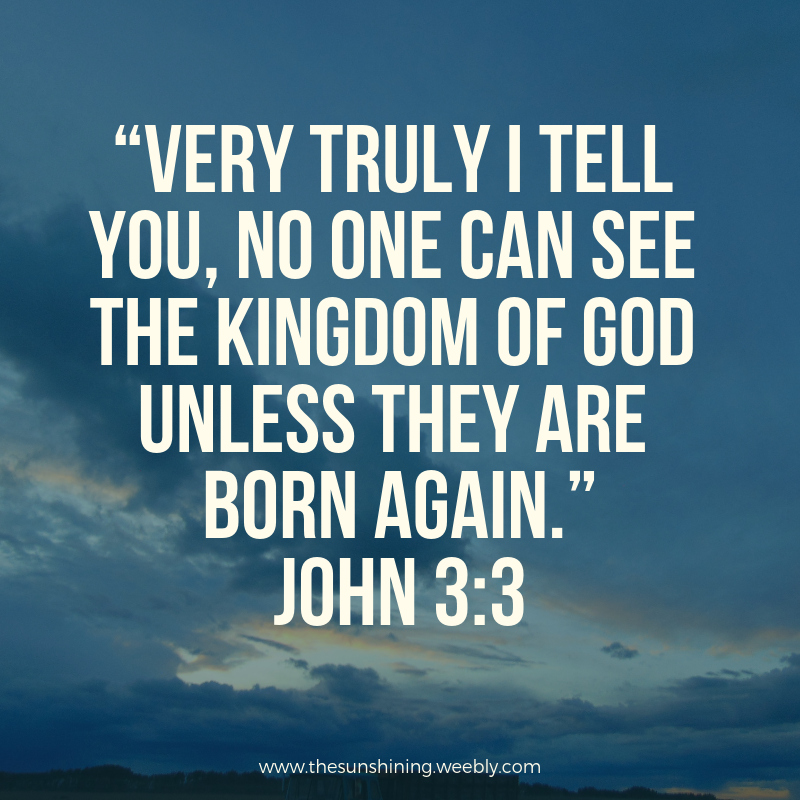 “VERY TRULY I TELL
YOU, NO ONE CAN SEE
THE KINGDOM OF GOD
UNLESS THEY ARE
BORN AGAIN.”
JOHN 3:3
www.thesunshining.weebly.com